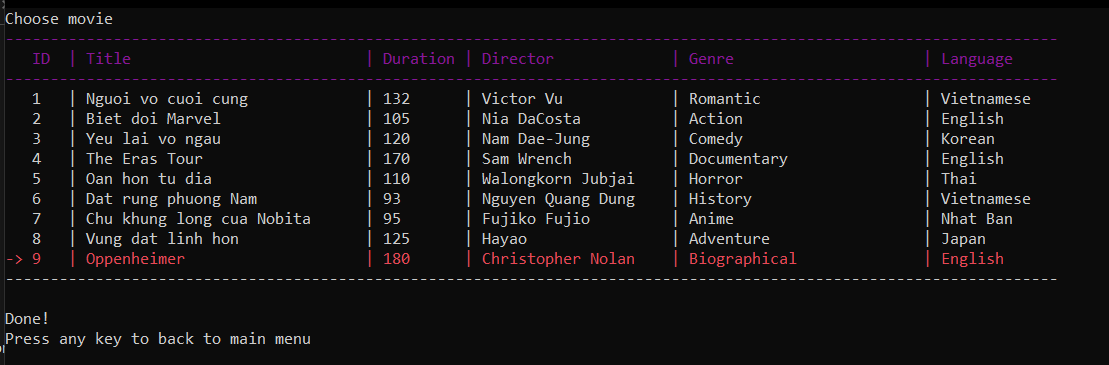 Choose movie
-----------------------------------------------------------------------------------------------------------------------
ID | Title | Duration | Director | Genre | Language
-----------------------------------------------------------------------------------------------------------------------
1 | Nguoi vo cuoi cung | 132 | Victor Vu | Romantic | Vietnamese
2 | Biet doi Marvel | 105 | Nia DaCosta | Action | English
3 | Yeu lai vo ngau | 120 | Nam Dae-Jung | Comedy | Korean
4 | The Eras Tour | 170 | Sam Wrench | Documentary | English
5 | Oan hon tu dia | 110 | Walongkorn Jubjai | Horror | Thai
6 | Dat rung phuong Nam | 93 | Nguyen Quang Dung | History | Vietnamese
7 | Chu khung long cua Nobita | 95 | Fujiko Fujio | Anime | Nhat Ban
8 | Vung dat linh hon | 125 | Hayao | Adventure | Japan
-> 9 | Oppenheimer | 180 | Christopher Nolan | Biographical | English
-----------------------------------------------------------------------------------------------------------------------
Done!
Press any key to back to main menu